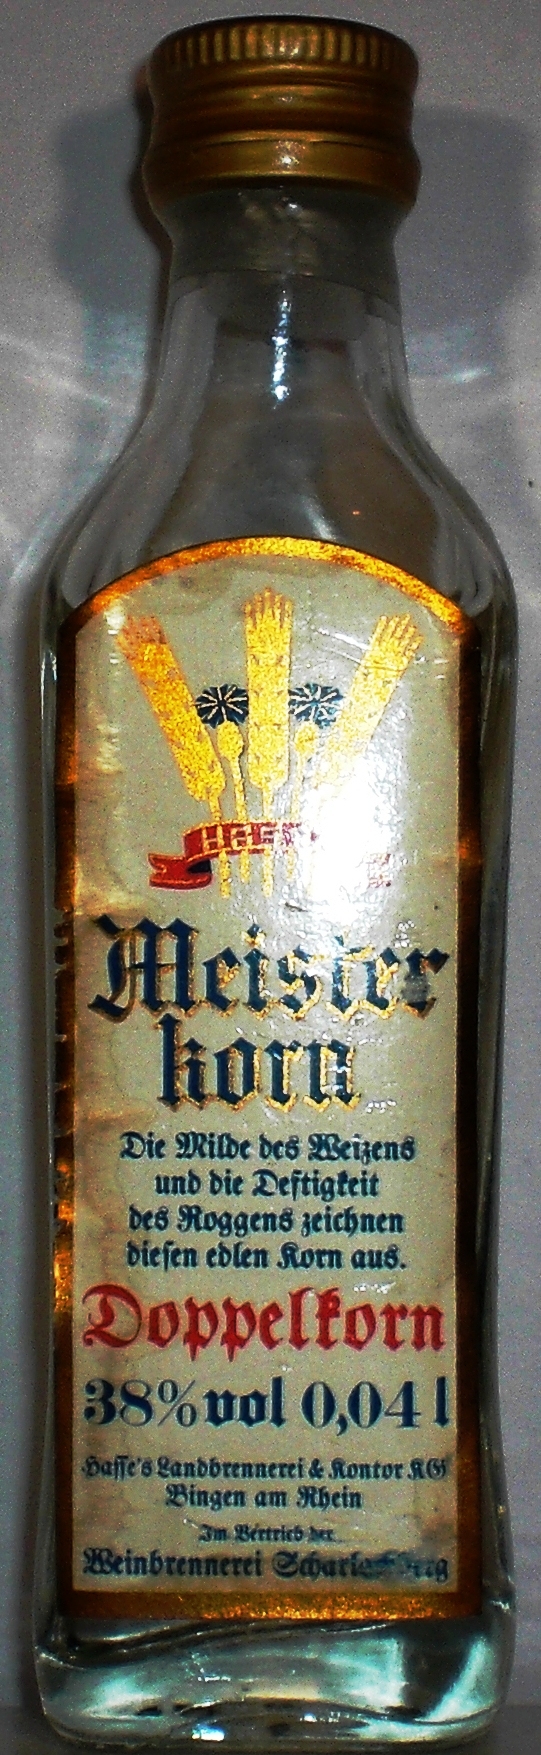 Meister
korn
Die Milde des Weizens
und die Deftigkeit
des Roggens zeichnen
diesen edlen Korn aus.
Doppelkorn
38% vol 0,04 l
Hasse's Landbrennerei & Kontor KG
Bingen am Rhein
Im Vertrieb der
Weinbrennerei